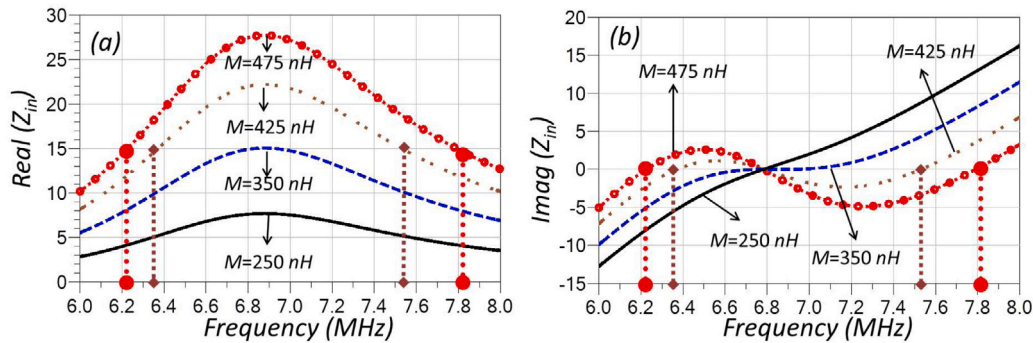 (a)
Real (Z_in)
30
25
20
15
10
5
0
M=475 nH
M=425 nH
M=350 nH
M=250 nH
6.0 6.2 6.4 6.6 6.8 7.0 7.2 7.4 7.6 7.8 8.0
Frequency (MHz)
(b)
Imag (Z_in)
20
15
10
5
0
-5
-10
-15
M=475 nH
M=425 nH
M=250 nH
M=350 nH
6.0 6.2 6.4 6.6 6.8 7.0 7.2 7.4 7.6 7.8 8.0
Frequency (MHz)